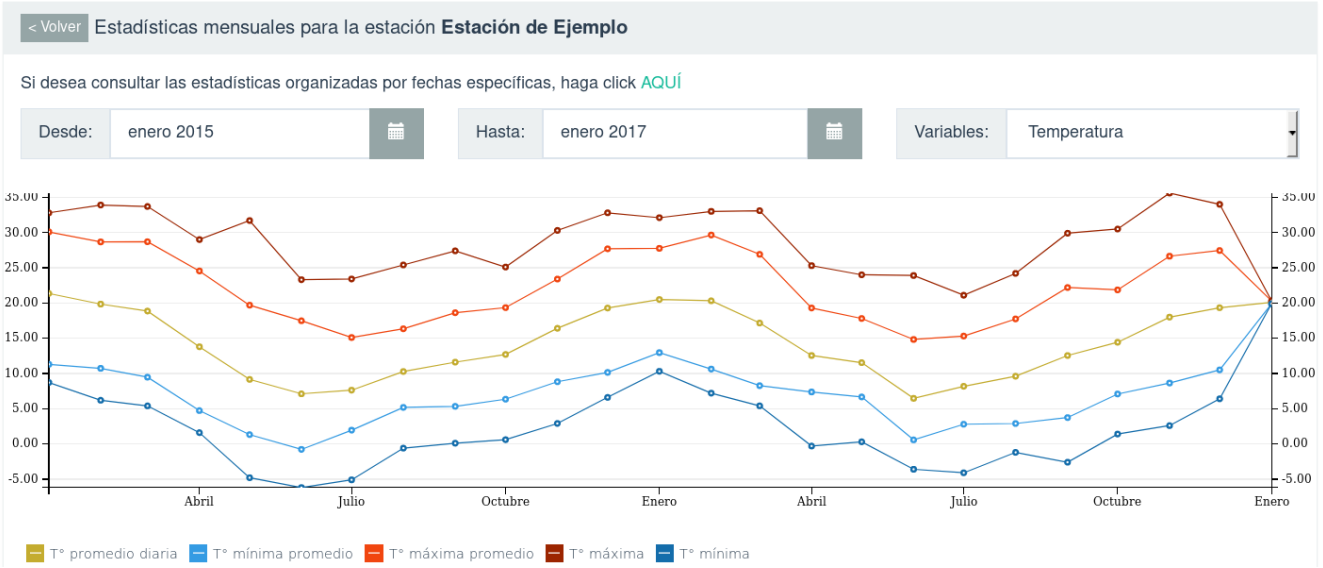 < Volver Estadísticas mensuales para la estación Estación de Ejemplo
Si desea consultar las estadísticas organizadas por fechas específicas, haga click AQUÍ
Desde: enero 2015 Hasta: enero 2017 Variables: Temperatura
35.00 35.00
30.00 30.00
25.00 25.00
20.00 20.00
15.00 15.00
10.00 10.00
5.00 5.00
0.00 0.00
-5.00 -5.00
Abril Julio Octubre Enero Abril Julio Octubre Enero
T° promedio diaria T° mínima promedio T° máxima promedio T° máxima T° mínima